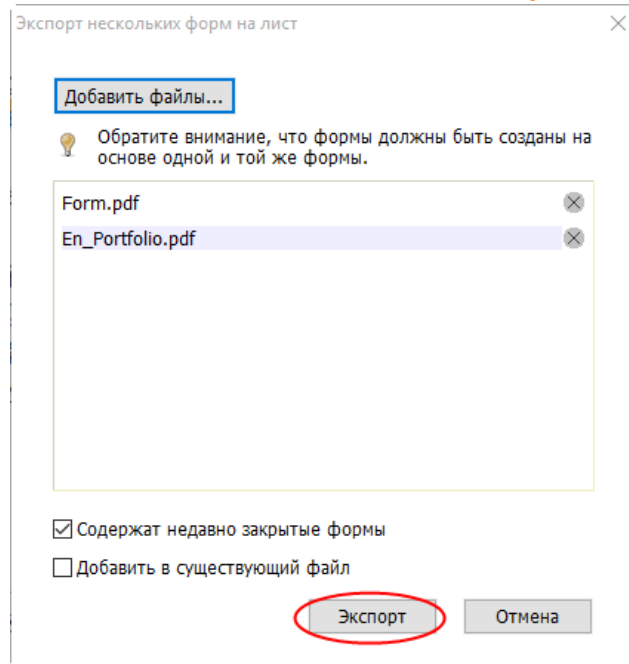 Экспорт нескольких форм на лист
Добавить файлы...
Обратите внимание, что формы должны быть созданы на
основе одной и той же формы.
Form.pdf
En_Portfolio.pdf
Содержат недавно закрытые формы
Добавить в существующий файл
Экспорт
Отмена